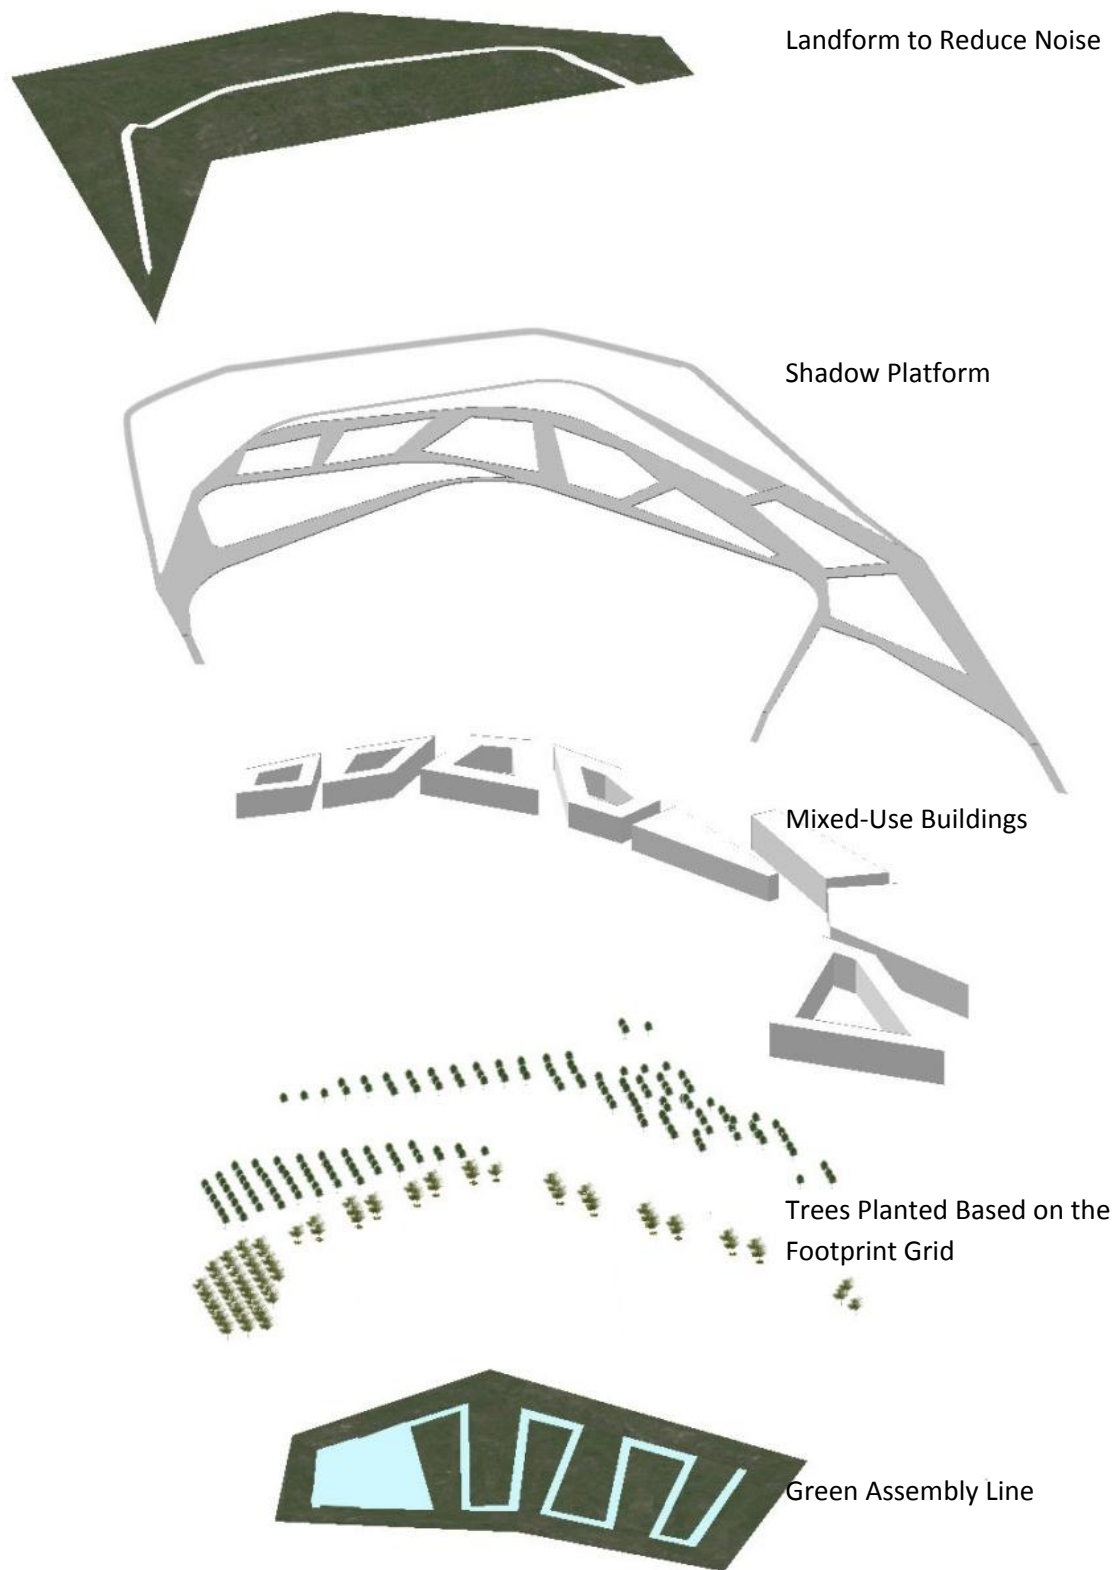 Landform to Reduce Noise
Shadow Platform
Mixed-Use Buildings
Trees Planted Based on the
Footprint Grid
Green Assembly Line